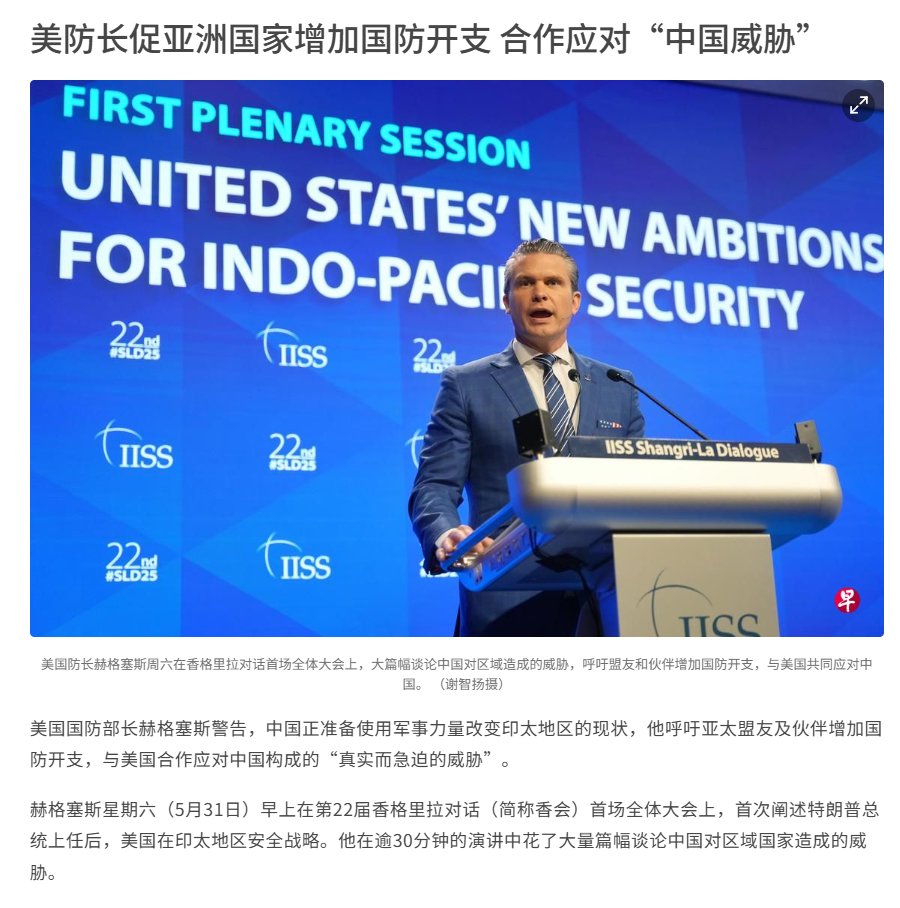 美防长促亚洲国家增加国防开支 合作应对“中国威胁”
FIRST PLENARY SESSION
UNITED STATES’ NEW AMBITIONS
FOR INDO-PACI SECURITY
22nd
#SLD25
IISS
22nd
#SLD
IISS
22nd
#SLD25
IISS Shangri-La Dialogue
22nd
#SLD25
IISS
早
IISS
美国防长赫格塞斯周六在香格里拉对话首场全体大会上，大篇幅谈论中国对区域造成的威胁，呼吁盟友和伙伴增加国防开支，与美国共同应对中
国。（谢智扬摄）
美国国防部长赫格塞斯警告，中国正准备使用军事力量改变印太地区的现状，他呼吁亚太盟友及伙伴增加国
防开支，与美国合作应对中国构成的“真实而急迫的威胁”。
赫格塞斯星期六（5月31日）早上在第22届香格里拉对话（简称香会）首场全体大会上，首次阐述特朗普总
统上任后，美国在印太地区安全战略。他在逾30分钟的演讲中花了大量篇幅谈论中国对区域国家造成的威
胁。